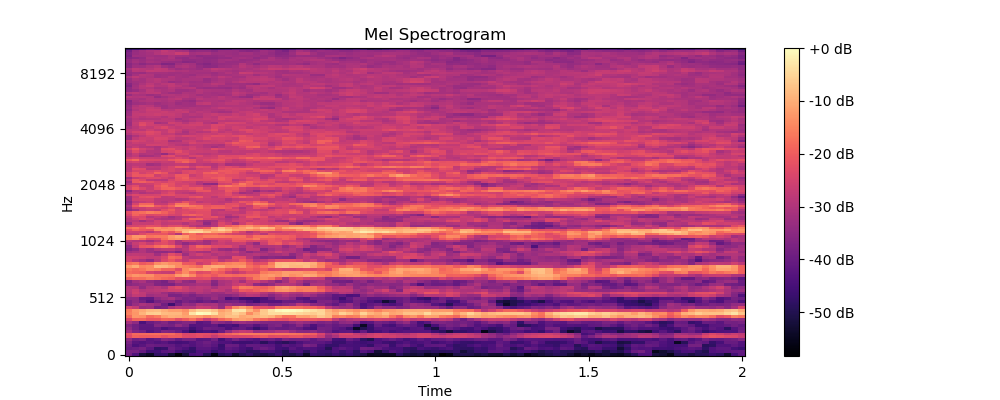 Mel Spectrogram
+0 dB
8192
-10 dB
4096
-20 dB
2048
Hz
-30 dB
1024
-40 dB
512
-50 dB
0
0 0.5 1 1.5 2
Time